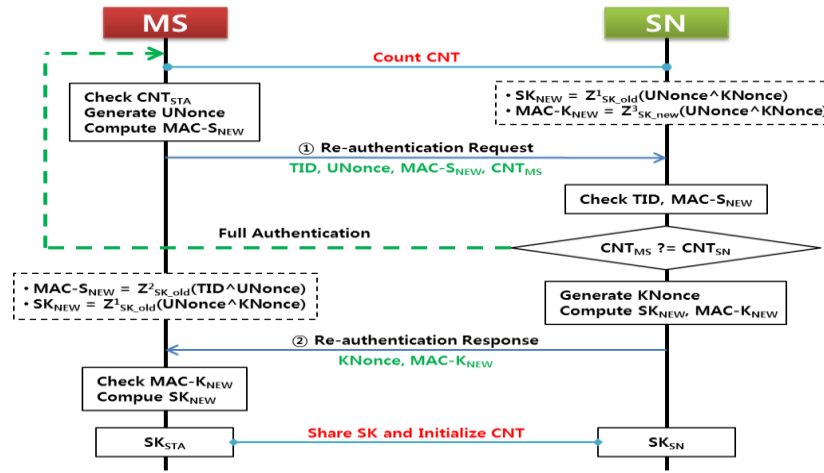 MS
SN
Count CNT
Check CNT_STA
Generate UNonce
Compute MAC-S_NEW
• SK_NEW = Z¹_SK_old(UNonce^KNonce)
• MAC-K_NEW = Z³_SK_new(UNonce^KNonce)
① Re-authentication Request
TID, UNonce, MAC-S_NEW, CNT_MS
Check TID, MAC-S_NEW
Full Authentication
CNT_MS ?= CNT_SN
• MAC-S_NEW = Z²_SK_old(TID^UNonce)
• SK_NEW = Z¹_SK_old(UNonce^KNonce)
Generate KNonce
Compute SK_NEW, MAC-K_NEW
② Re-authentication Response
KNonce, MAC-K_NEW
Check MAC-K_NEW
Compue SK_NEW
SK_STA
Share SK and Initialize CNT
SK_SN